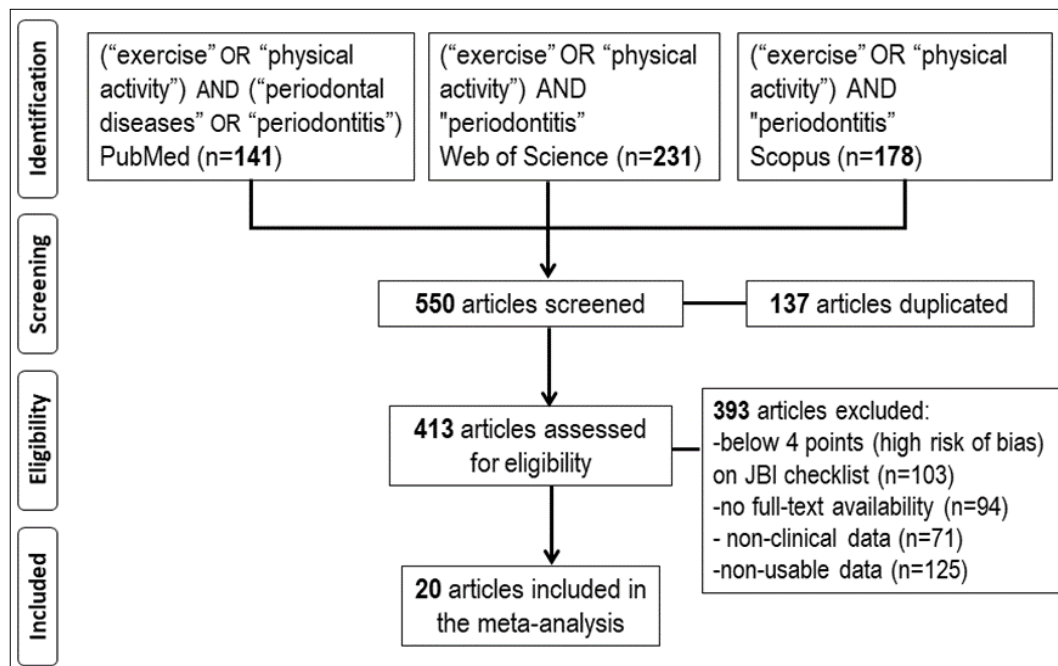 Identification
(“exercise” OR “physical
activity”) AND (“periodontal
diseases” OR “periodontitis”)
PubMed (n=141)
(“exercise” OR “physical
activity”) AND
"periodontitis”
Web of Science (n=231)
(“exercise” OR “physical
activity”) AND
"periodontitis”
Scopus (n=178)
Screening
550 articles screened
137 articles duplicated
Eligibility
413 articles assessed
for eligibility
393 articles excluded:
-below 4 points (high risk of bias)
on JBI checklist (n=103)
-no full-text availability (n=94)
- non-clinical data (n=71)
-non-usable data (n=125)
Included
20 articles included in
the meta-analysis